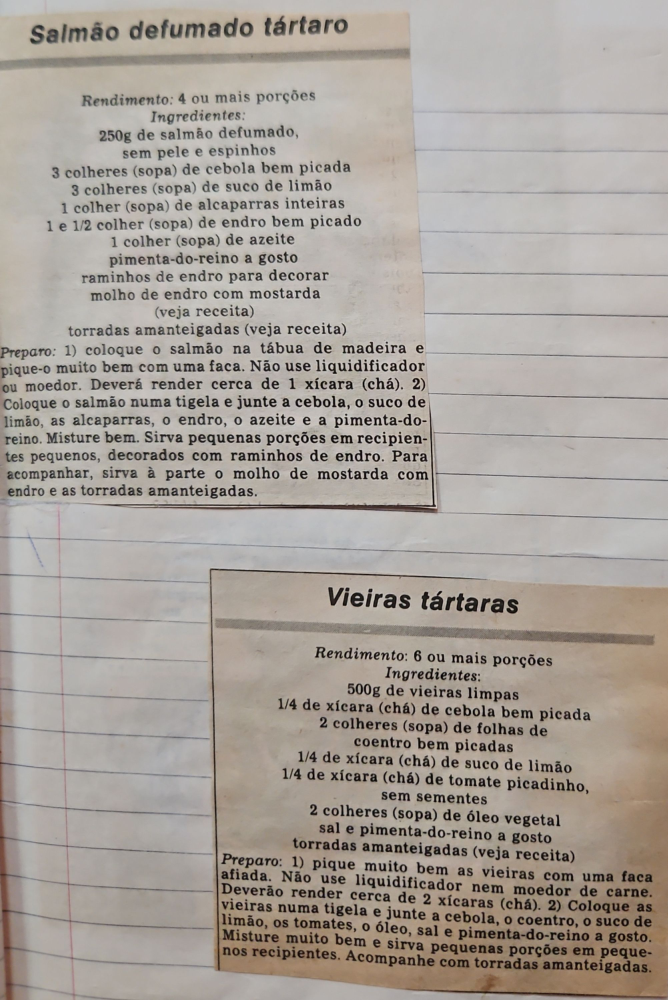 Salmão defumado tártaro
Rendimento: 4 ou mais porções
Ingredientes:
250g de salmão defumado,
sem pele e espinhos
3 colheres (sopa) de cebola bem picada
3 colheres (sopa) de suco de limão
1 colher (sopa) de alcaparras inteiras
1 e 1/2 colher (sopa) de endro bem picado
1 colher (sopa) de azeite
pimenta-do-reino a gosto
raminhos de endro para decorar
molho de endro com mostarda
(veja receita)
torradas amanteigadas (veja receita)
Preparo: 1) coloque o salmão na tábua de madeira e
pique-o muito bem com uma faca. Não use liquidificador
ou moedor. Deverá render cerca de 1 xícara (chá). 2)
Coloque o salmão numa tigela e junte a cebola, o suco de
limão, as alcaparras, o endro, o azeite e a pimenta-do-
reino. Misture bem. Sirva pequenas porções em recipien-
tes pequenos, decorados com raminhos de endro. Para
acompanhar, sirva à parte o molho de mostarda com
endro e as torradas amanteigadas.
Vieiras tártaras
Rendimento: 6 ou mais porções
Ingredientes:
500g de vieiras limpas
1/4 de xícara (chá) de cebola bem picada
2 colheres (sopa) de folhas de
coentro bem picadas
1/4 de xícara (chá) de suco de limão
1/4 de xícara (chá) de tomate picadinho,
sem sementes
2 colheres (sopa) de óleo vegetal
sal e pimenta-do-reino a gosto
torradas amanteigadas (veja receita)
Preparo: 1) pique muito bem as vieiras com uma faca
afiada. Não use liquidificador nem moedor de carne.
Deverão render cerca de 2 xícaras (chá). 2) Coloque as
vieiras numa tigela e junte a cebola, o coentro, o suco de
limão, os tomates, o óleo, sal e pimenta-do-reino a gosto.
Misture muito bem e sirva pequenas porções em peque-
nos recipientes. Acompanhe com torradas amanteigadas.